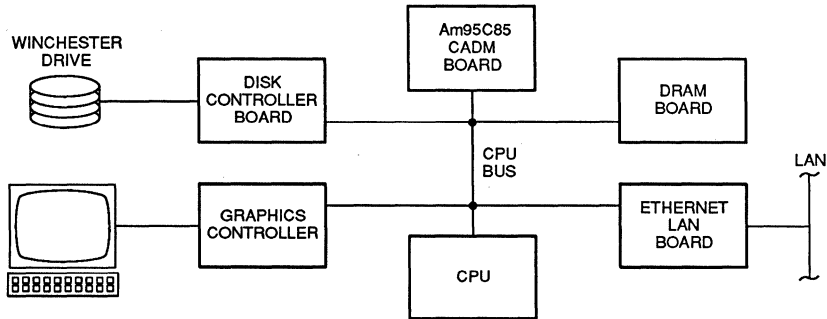 Am95C85
CADM
BOARD
WINCHESTER
DRIVE
DISK
CONTROLLER
BOARD
DRAM
BOARD
CPU
BUS
LAN
GRAPHICS
CONTROLLER
ETHERNET
LAN
BOARD
CPU